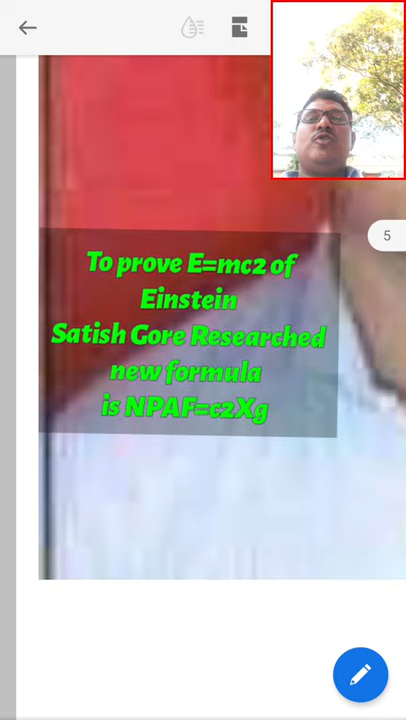 5
To prove E=mc2 of
Einstein
Satish Gore Researched
new formula
is NPAF=c2Xg